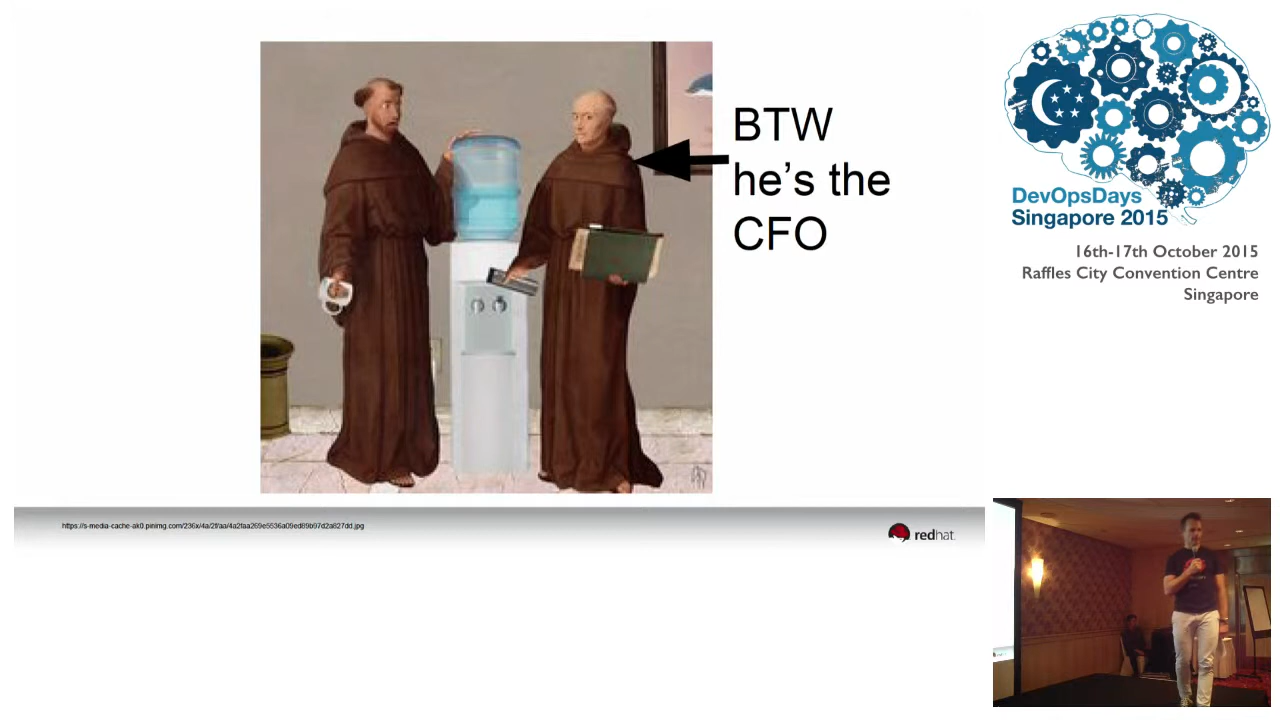 BTW
he's the
CFO
https://s-media-cache-ak0.pinimg.com/236x/4a/2f/aa/4a2faa269e5536a09ed89b97d2a827dd.jpg
redhat.
DevOpsDays
Singapore 2015
16th-17th October 2015
Raffles City Convention Centre
Singapore